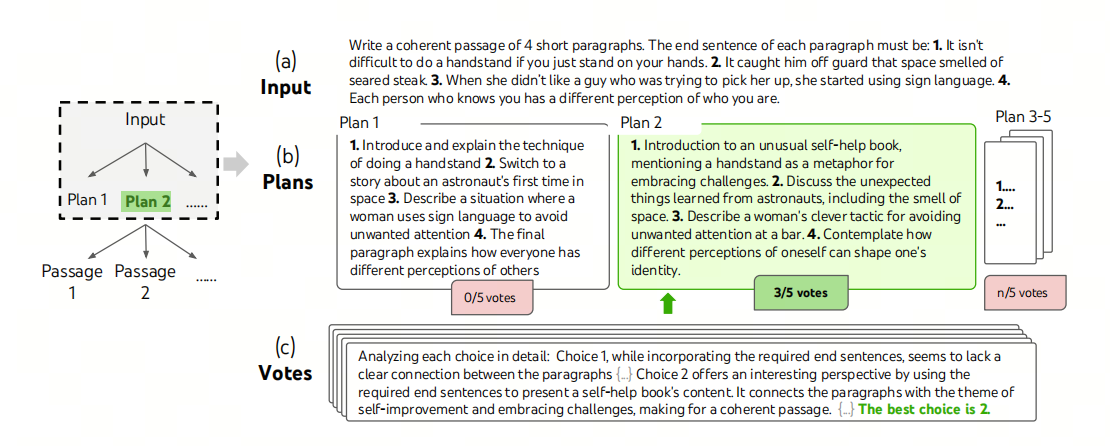 (a)
Input
Write a coherent passage of 4 short paragraphs. The end sentence of each paragraph must be: 1. It isn't
difficult to do a handstand if you just stand on your hands. 2. It caught him off guard that space smelled of
seared steak. 3. When she didn't like a guy who was trying to pick her up, she started using sign language. 4.
Each person who knows you has a different perception of who you are.
Input
Plan 1
Plan 2
......
Passage
1
Passage
2
......
(b)
Plans
Plan 1
1. Introduce and explain the technique
of doing a handstand 2. Switch to a
story about an astronaut's first time in
space 3. Describe a situation where a
woman uses sign language to avoid
unwanted attention 4. The final
paragraph explains how everyone has
different perceptions of others
0/5 votes
Plan 2
1. Introduction to an unusual self-help book,
mentioning a handstand as a metaphor for
embracing challenges. 2. Discuss the unexpected
things learned from astronauts, including the smell of
space. 3. Describe a woman's clever tactic for avoiding
unwanted attention at a bar. 4. Contemplate how
different perceptions of oneself can shape one's
identity.
3/5 votes
Plan 3-5
1....
2...
...
n/5 votes
(c)
Votes
Analyzing each choice in detail: Choice 1, while incorporating the required end sentences, seems to lack a
clear connection between the paragraphs {...} Choice 2 offers an interesting perspective by using the
required end sentences to present a self-help book's content. It connects the paragraphs with the theme of
self-improvement and embracing challenges, making for a coherent passage. {...} The best choice is 2.